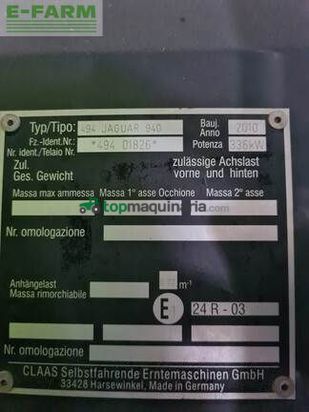 E-FARM
Typ/Tipo: 494 JAGUAR 940 Bauj. Anno 2010
Fz.-Ident.Nr.: *494 01826* Potenza 336kW
Nr. ident./Telaio Nr.
Zul. zulässige Achslast
Ges. Gewicht vorne und hinten
Massa max ammessa Massa 1° asse Occhione Massa 2° asse
topmaquinaria.com
Nr. omologazione
Anhängelast m⁻¹
Massa rimorchiabile
E 24 R - 03
Nr. omologazione
CLAAS Selbstfahrende Erntemaschinen GmbH
33428 Harsewinkel, Made in Germany